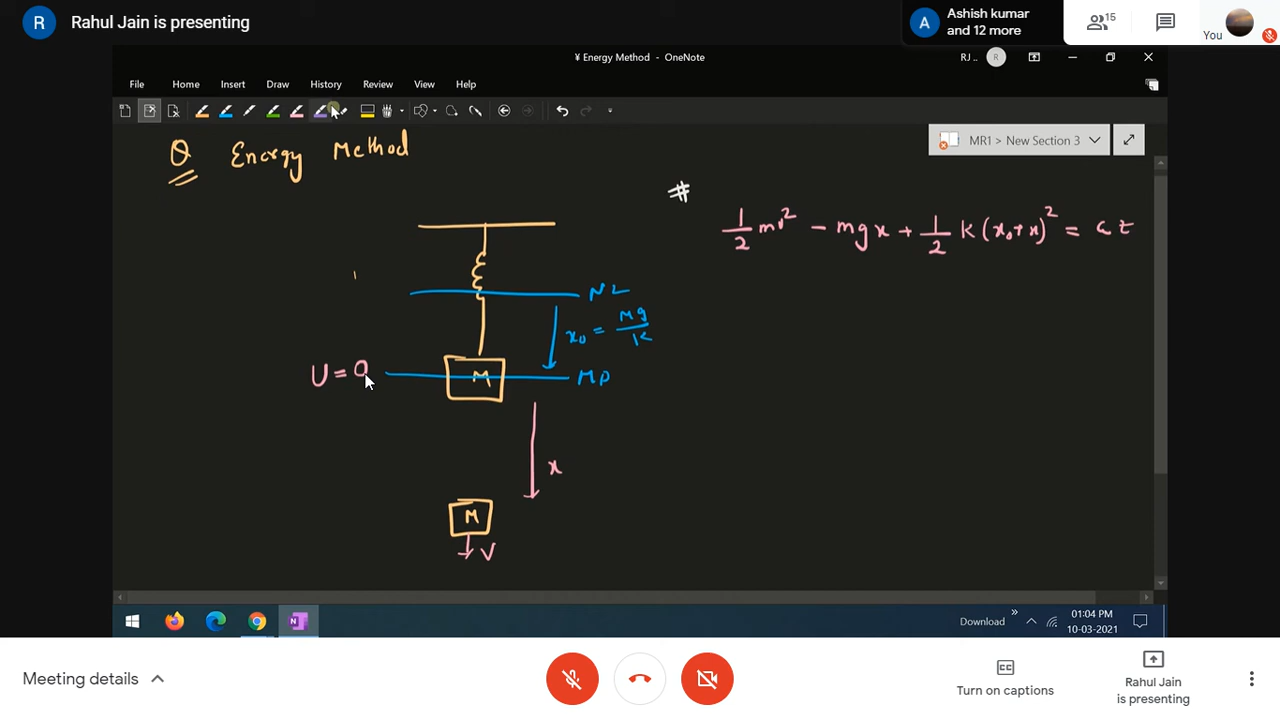 R Rahul Jain is presenting
A Ashish kumar and 12 more
15
You
¥ Energy Method - OneNote
RJ ..
R
File Home Insert Draw History Review View Help
MR1 > New Section 3
Q Energy Method
#
1/2 mv² - mgx + 1/2 k(x₀+x)² = ct
NL
x₀ = Mg/K
U = 0
M
MP
x
M
V
Download
01:04 PM
10-03-2021
Meeting details
CC
Turn on captions
Rahul Jain
is presenting